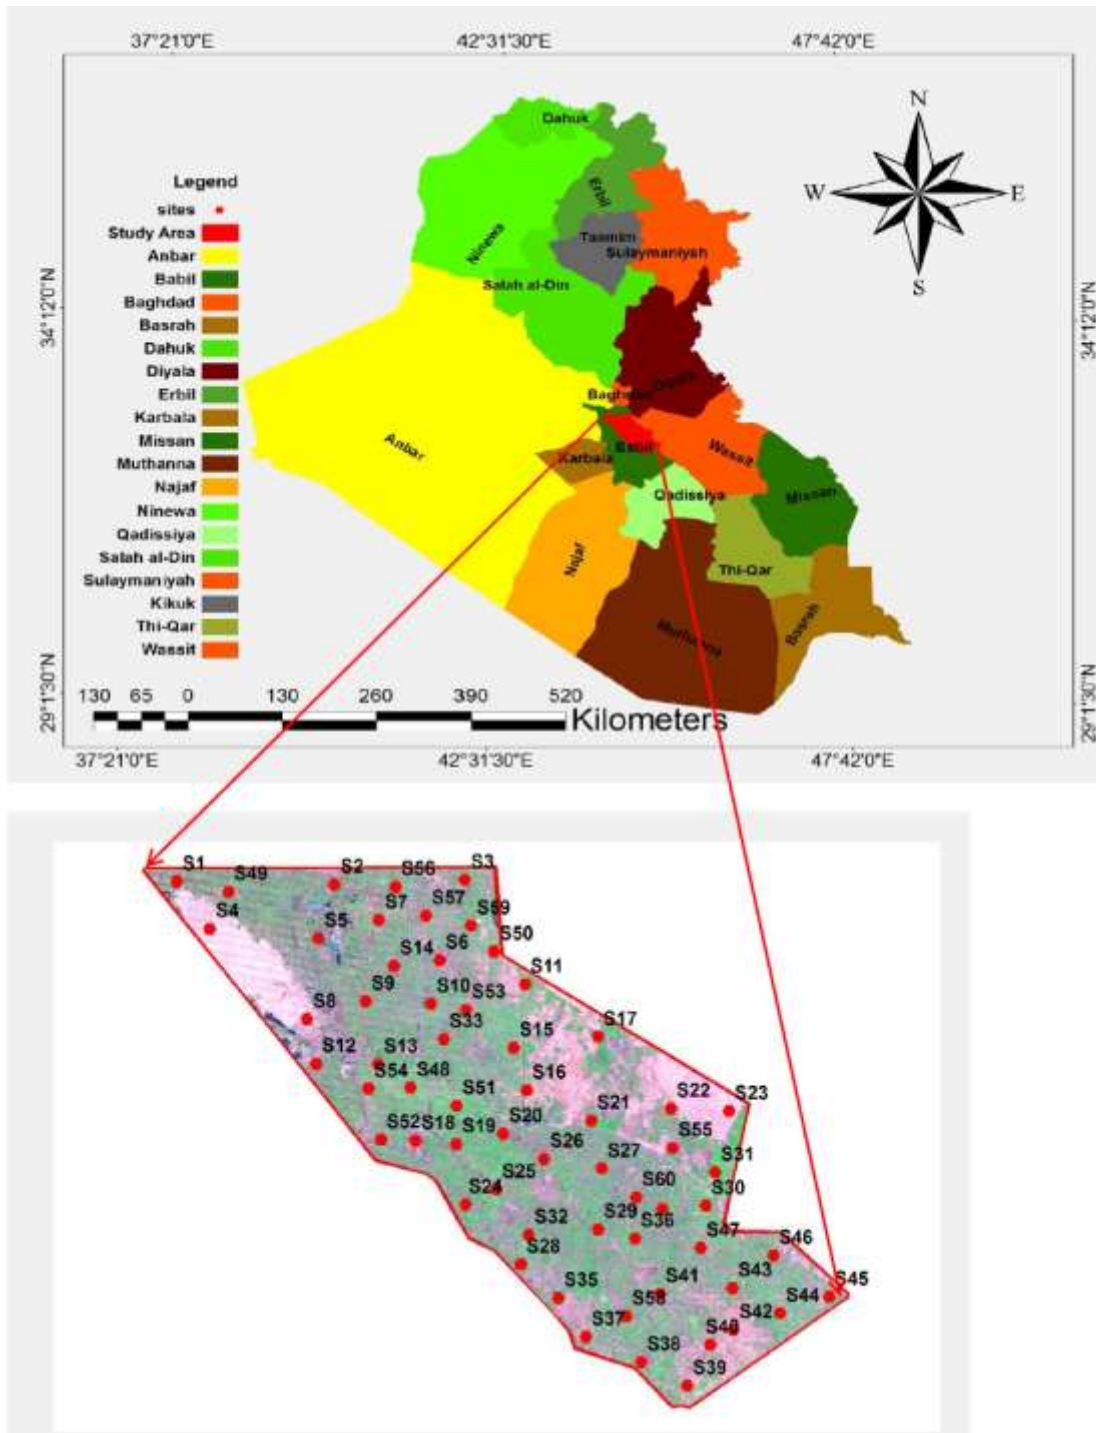 37°21'0"E 42°31'30"E 47°42'0"E
N
W E
S
34°12'0"N
34°12'0"N
29°1'30"N
29°1'30"N
Legend
sites
Study Area
Anbar
Babil
Baghdad
Basrah
Dahuk
Diyala
Erbil
Karbala
Missan
Muthanna
Najaf
Ninewa
Qadissiya
Salah al-Din
Sulaymaniyah
Kikuk
Thi-Qar
Wassit
Dahuk
Erbil
Ninewa
Taamim
Sulaymaniyah
Salah al-Din
Diyala
Baghdad
Anbar
Babil
Karbala
Wassit
Qadissiya
Missan
Najaf
Thi-Qar
Muthanna
Basrah
130 65 0 130 260 390 520
Kilometers
37°21'0"E 42°31'30"E 47°42'0"E
S1 S49 S2 S56 S3
S4 S5 S7 S57 S59
S14 S6 S50
S9 S10 S53 S11
S8 S33 S15 S17
S12 S13
S54 S48 S51 S16
S52 S18 S19 S20 S21 S22 S23
S26 S27 S55 S31
S24 S25 S60 S30
S32 S29 S36 S47
S28 S46
S35 S41 S43 S45
S37 S58 S42 S44
S38 S40
S39